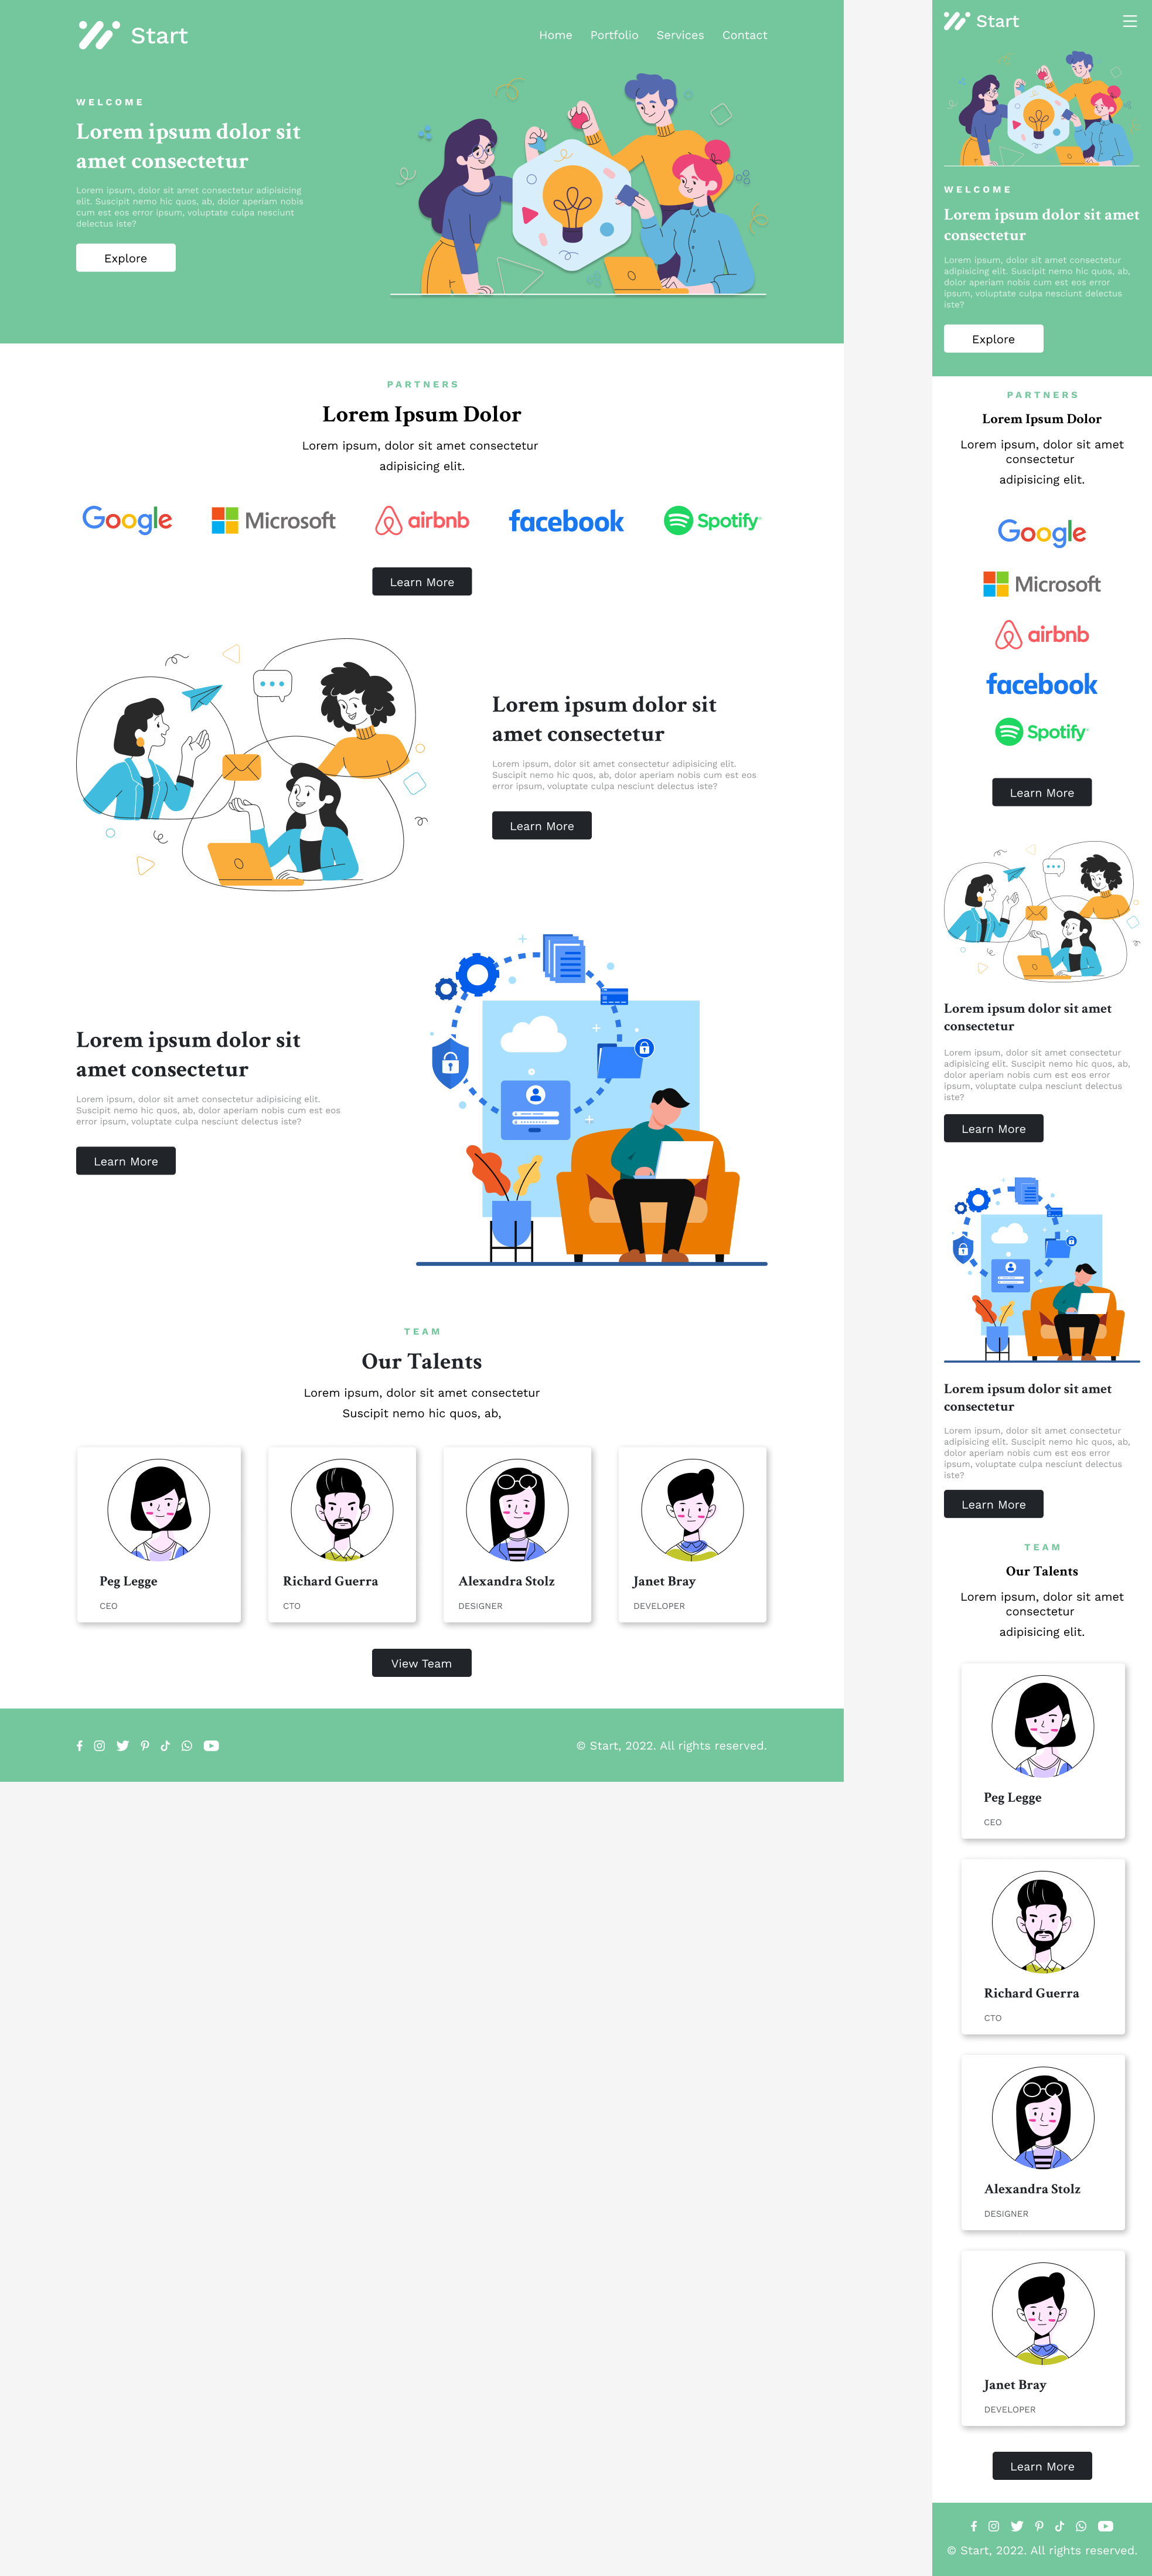 Start
Home
Portfolio
Services
Contact
WELCOME
Lorem ipsum dolor sit
amet consectetur
Lorem ipsum, dolor sit amet consectetur adipisicing
elit. Suscipit nemo hic quos, ab, dolor aperiam nobis
cum est eos error ipsum, voluptate culpa nesciunt
delectus iste?
Explore
PARTNERS
Lorem Ipsum Dolor
Lorem ipsum, dolor sit amet consectetur
adipisicing elit.
Google
Microsoft
airbnb
facebook
Spotify
Learn More
Lorem ipsum dolor sit
amet consectetur
Lorem ipsum, dolor sit amet consectetur adipisicing elit.
Suscipit nemo hic quos, ab, dolor aperiam nobis cum est eos
error ipsum, voluptate culpa nesciunt delectus iste?
Learn More
Lorem ipsum dolor sit
amet consectetur
Lorem ipsum, dolor sit amet consectetur adipisicing elit.
Suscipit nemo hic quos, ab, dolor aperiam nobis cum est eos
error ipsum, voluptate culpa nesciunt delectus iste?
Learn More
TEAM
Our Talents
Lorem ipsum, dolor sit amet consectetur
Suscipit nemo hic quos, ab,
Peg Legge
CEO
Richard Guerra
CTO
Alexandra Stolz
DESIGNER
Janet Bray
DEVELOPER
View Team
© Start, 2022. All rights reserved.
Start
WELCOME
Lorem ipsum dolor sit amet
consectetur
Lorem ipsum, dolor sit amet consectetur
adipisicing elit. Suscipit nemo hic quos, ab,
dolor aperiam nobis cum est eos error
ipsum, voluptate culpa nesciunt delectus
iste?
Explore
PARTNERS
Lorem Ipsum Dolor
Lorem ipsum, dolor sit amet
consectetur
adipisicing elit.
Google
Microsoft
airbnb
facebook
Spotify
Learn More
Lorem ipsum dolor sit amet
consectetur
Lorem ipsum, dolor sit amet consectetur
adipisicing elit. Suscipit nemo hic quos, ab,
dolor aperiam nobis cum est eos error
ipsum, voluptate culpa nesciunt delectus
iste?
Learn More
Lorem ipsum dolor sit amet
consectetur
Lorem ipsum, dolor sit amet consectetur
adipisicing elit. Suscipit nemo hic quos, ab,
dolor aperiam nobis cum est eos error
ipsum, voluptate culpa nesciunt delectus
iste?
Learn More
TEAM
Our Talents
Lorem ipsum, dolor sit amet
consectetur
adipisicing elit.
Peg Legge
CEO
Richard Guerra
CTO
Alexandra Stolz
DESIGNER
Janet Bray
DEVELOPER
Learn More
© Start, 2022. All rights reserved.